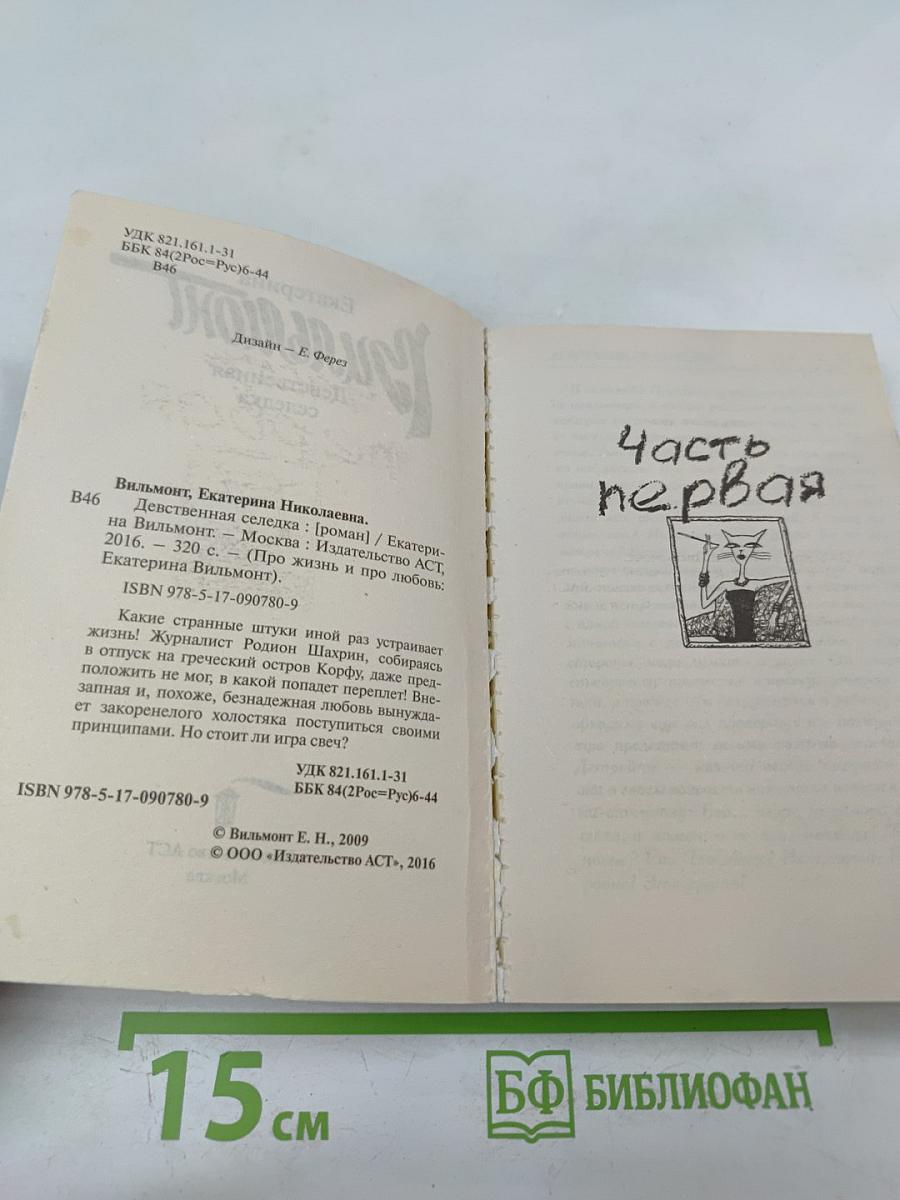 УДК 821.161.1-31
ББК 84(2Рос=Рус)6-44
В46
Дизайн — Е. Ферез
Вильмонт, Екатерина Николаевна.
В46 Девственная селедка : [роман] / Екатери-
на Вильмонт. — Москва : Издательство АСТ,
2016. — 320 с. — (Про жизнь и про любовь:
Екатерина Вильмонт).
ISBN 978-5-17-090780-9
Какие странные штуки иной раз устраивает
жизнь! Журналист Родион Шахрин, собираясь
в отпуск на греческий остров Корфу, даже пред-
положить не мог, в какой попадет переплет! Вне-
запная и, похоже, безнадежная любовь вынужда-
ет закоренелого холостяка поступиться своими
принципами. Но стоит ли игра свеч?
УДК 821.161.1-31
ББК 84(2Рос=Рус)6-44
ISBN 978-5-17-090780-9
© Вильмонт Е. Н., 2009
© ООО «Издательство АСТ», 2016
Часть
первая
15 см
БФ БИБЛИОФАН